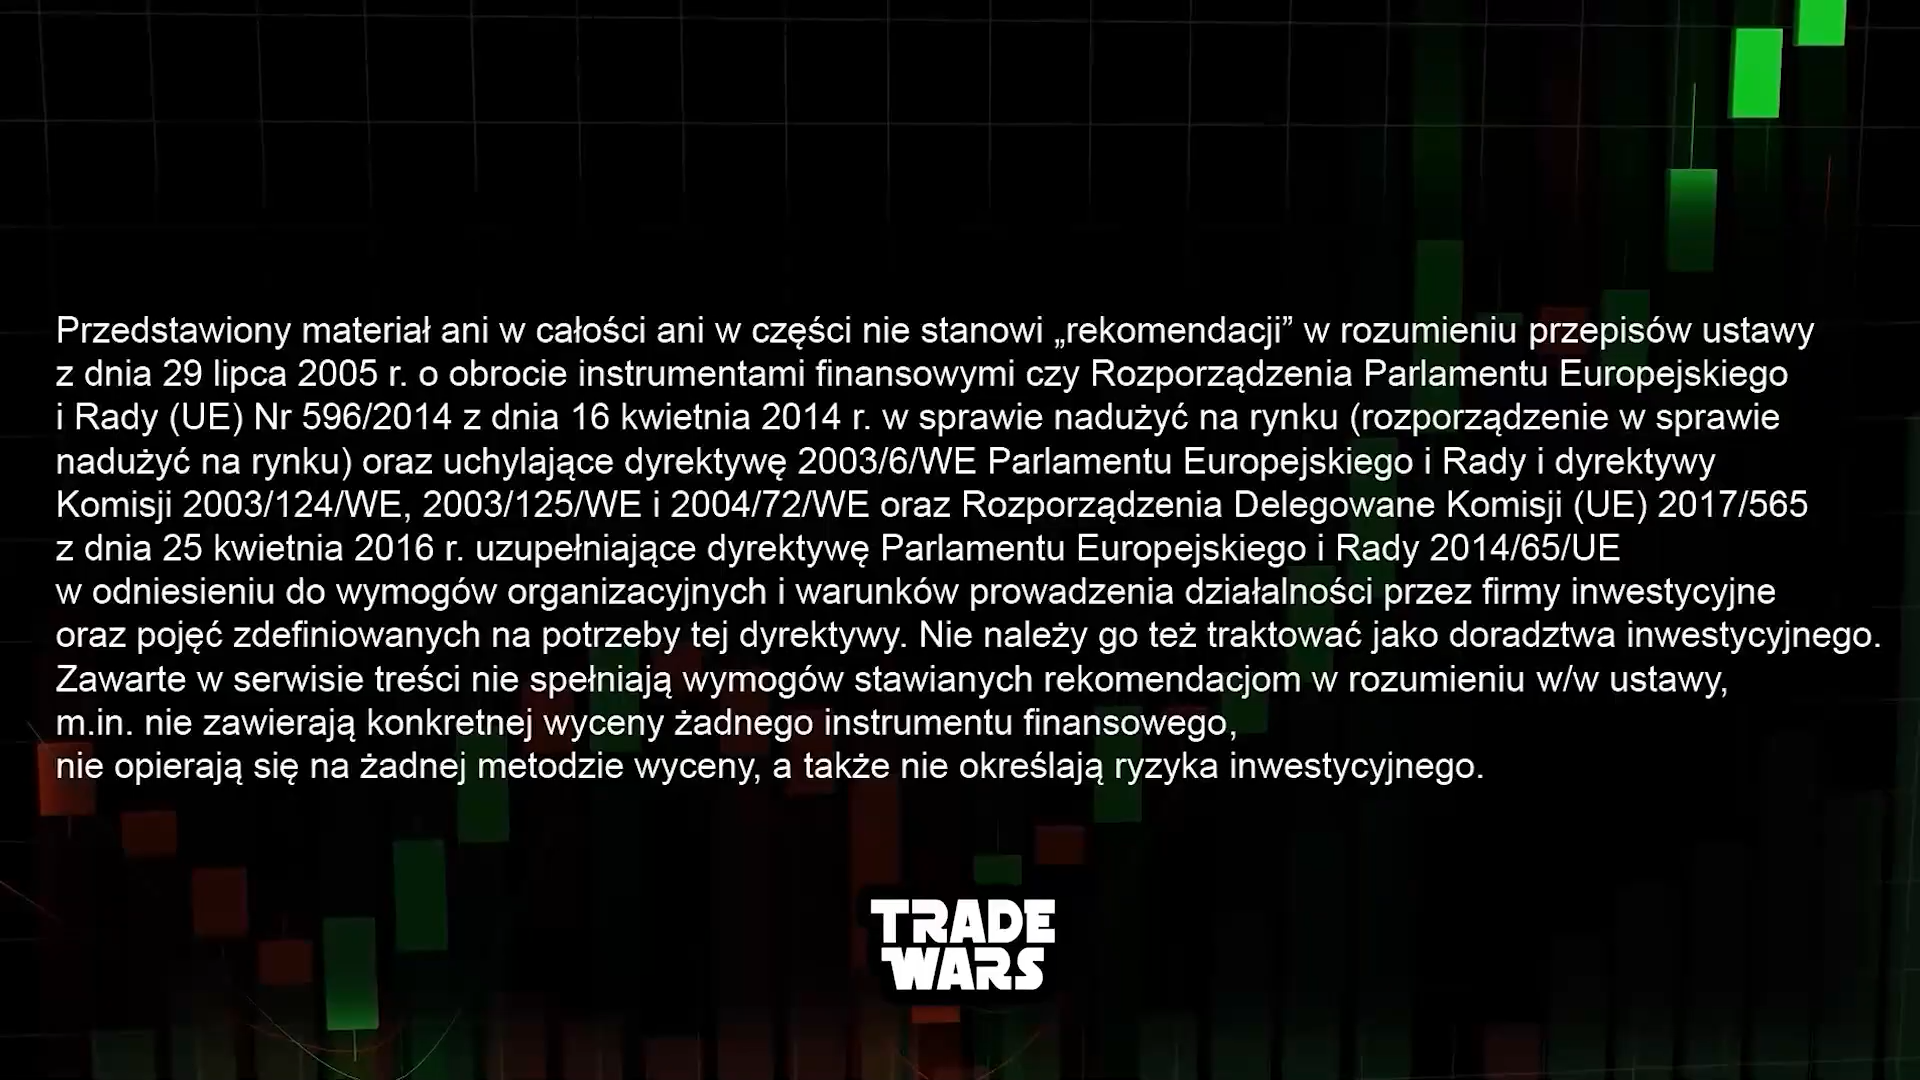 Przedstawiony materiał ani w całości ani w części nie stanowi „rekomendacji” w rozumieniu przepisów ustawy
z dnia 29 lipca 2005 r. o obrocie instrumentami finansowymi czy Rozporządzenia Parlamentu Europejskiego
i Rady (UE) Nr 596/2014 z dnia 16 kwietnia 2014 r. w sprawie nadużyć na rynku (rozporządzenie w sprawie
nadużyć na rynku) oraz uchylające dyrektywę 2003/6/WE Parlamentu Europejskiego i Rady i dyrektywy
Komisji 2003/124/WE, 2003/125/WE i 2004/72/WE oraz Rozporządzenia Delegowane Komisji (UE) 2017/565
z dnia 25 kwietnia 2016 r. uzupełniające dyrektywę Parlamentu Europejskiego i Rady 2014/65/UE
w odniesieniu do wymogów organizacyjnych i warunków prowadzenia działalności przez firmy inwestycyjne
oraz pojęć zdefiniowanych na potrzeby tej dyrektywy. Nie należy go też traktować jako doradztwa inwestycyjnego.
Zawarte w serwisie treści nie spełniają wymogów stawianych rekomendacjom w rozumieniu w/w ustawy,
m.in. nie zawierają konkretnej wyceny żadnego instrumentu finansowego,
nie opierają się na żadnej metodzie wyceny, a także nie określają ryzyka inwestycyjnego.
TRADE
WARS